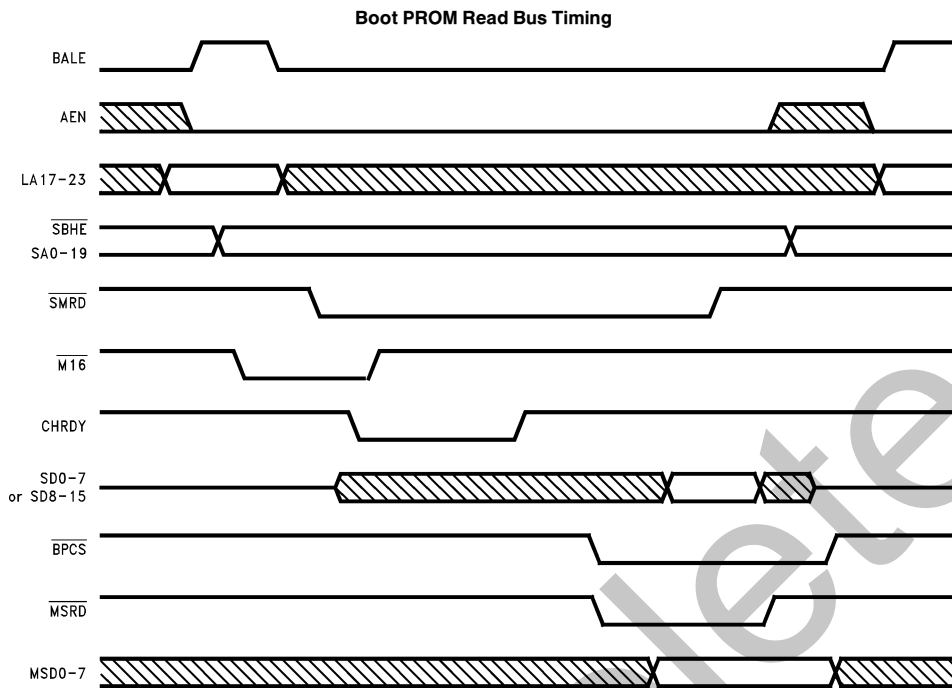 Boot PROM Read Bus Timing
BALE
AEN
LA17-23
SBHE
SA0-19
SMRD
M16
CHRDY
SD0-7
or SD8-15
BPCS
MSRD
MSD0-7
lete